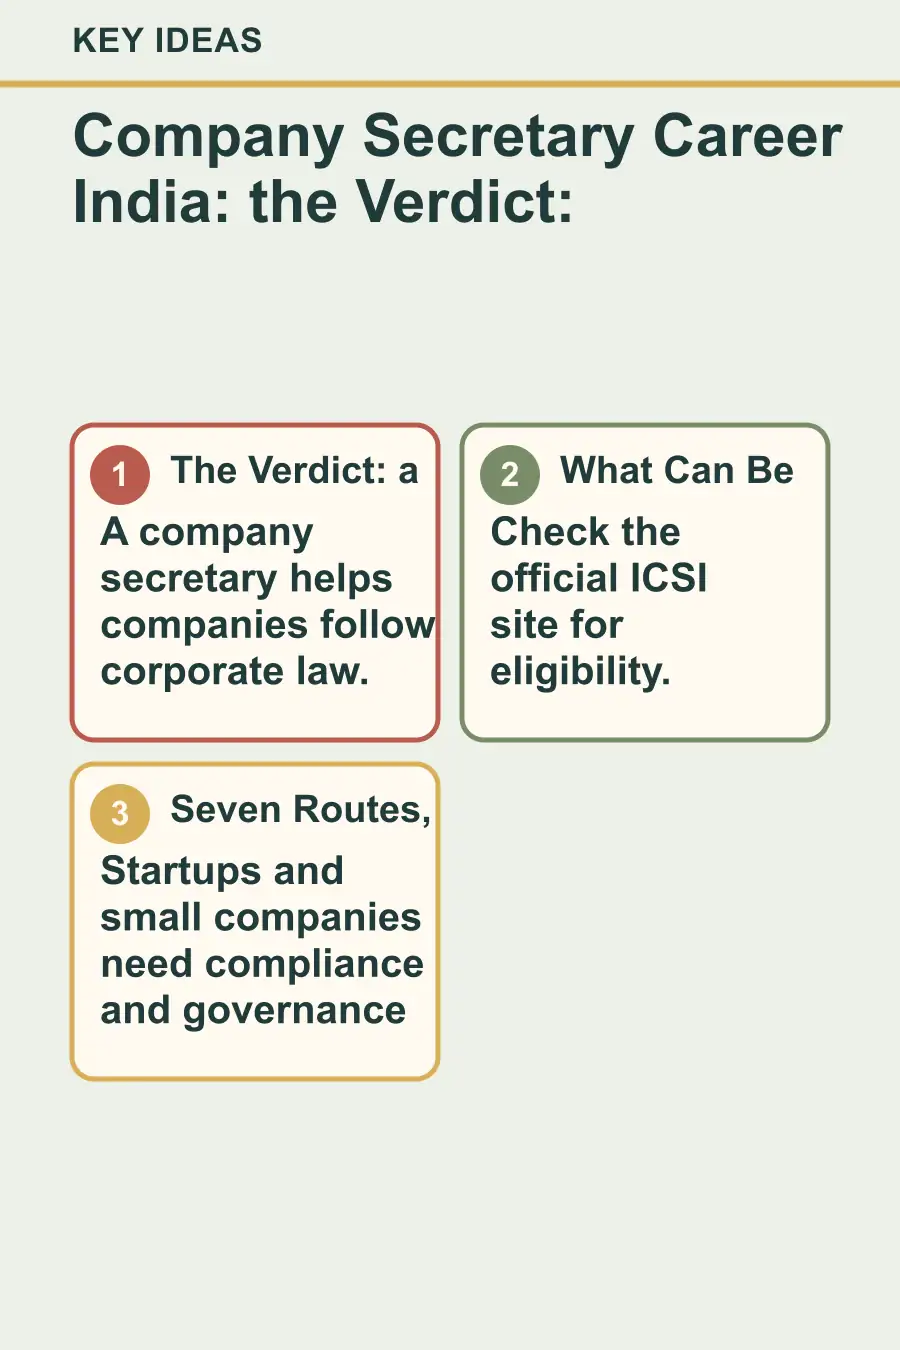 KEY IDEAS
Company Secretary Career
India: the Verdict:
1 The Verdict: a
A company
secretary helps
companies follow
corporate law.
2 What Can Be
Check the
official ICSI
site for
eligibility.
3 Seven Routes,
Startups and
small companies
need compliance
and governance